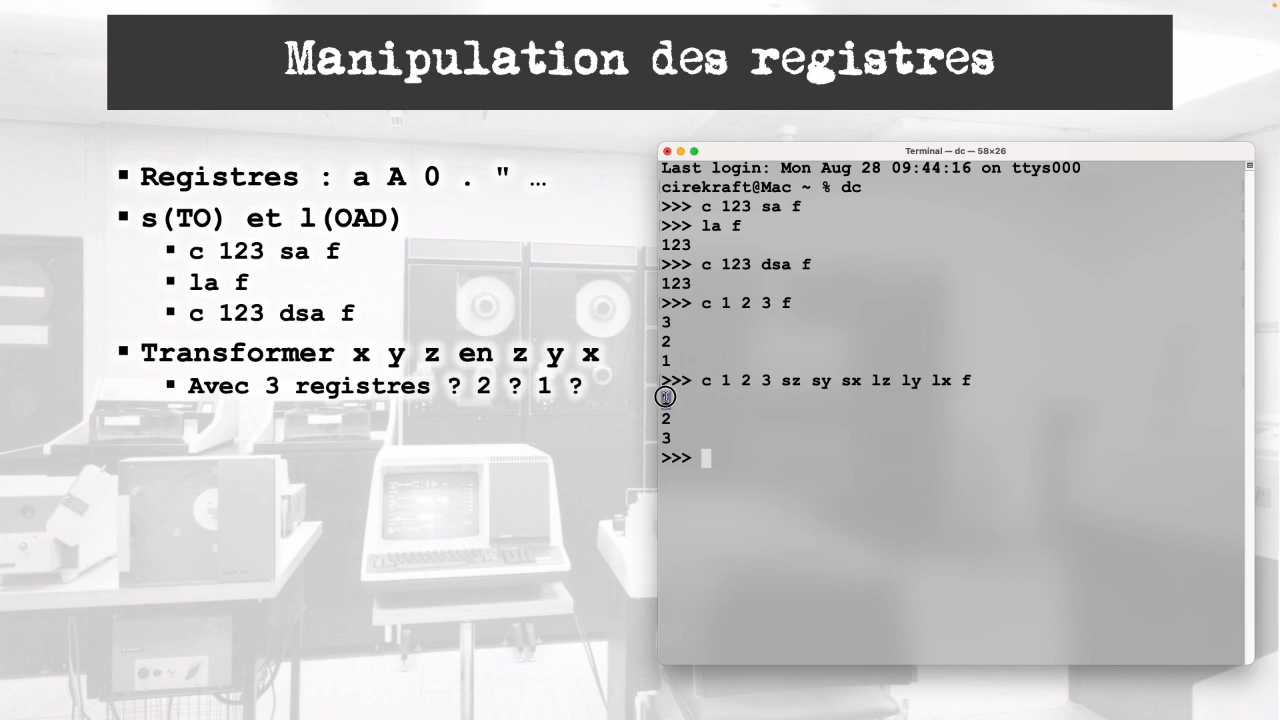 Manipulation des registres
▪ Registres : a A 0 . " …
▪ s(TO) et l(OAD)
▪ c 123 sa f
▪ la f
▪ c 123 dsa f
▪ Transformer x y z en z y x
▪ Avec 3 registres ? 2 ? 1 ?
Terminal — dc — 58×26
Last login: Mon Aug 28 09:44:16 on ttys000
cirekraft@Mac ~ % dc
>>> c 123 sa f
>>> la f
123
>>> c 123 dsa f
123
>>> c 1 2 3 f
3
2
1
>>> c 1 2 3 sz sy sx lz ly lx f
1
2
3
>>>